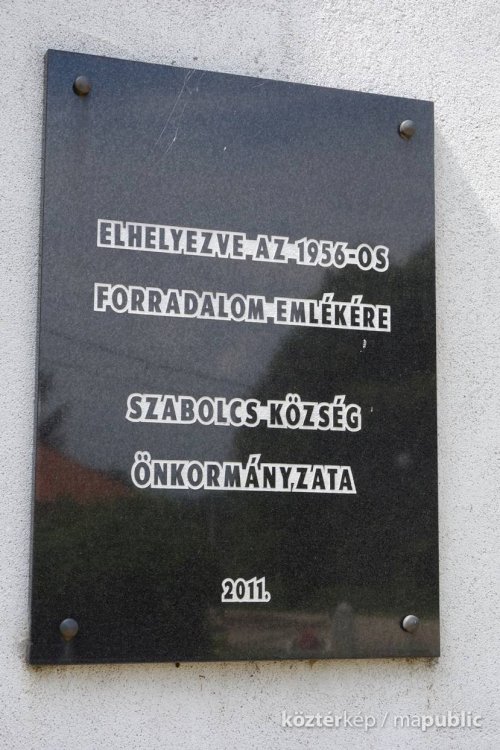 ELHELYEZVE AZ 1956-OS
FORRADALOM EMLÉKÉRE
SZABOLCS KÖZSÉG
ÖNKORMÁNYZATA
2011.
köztérkép / mapublic